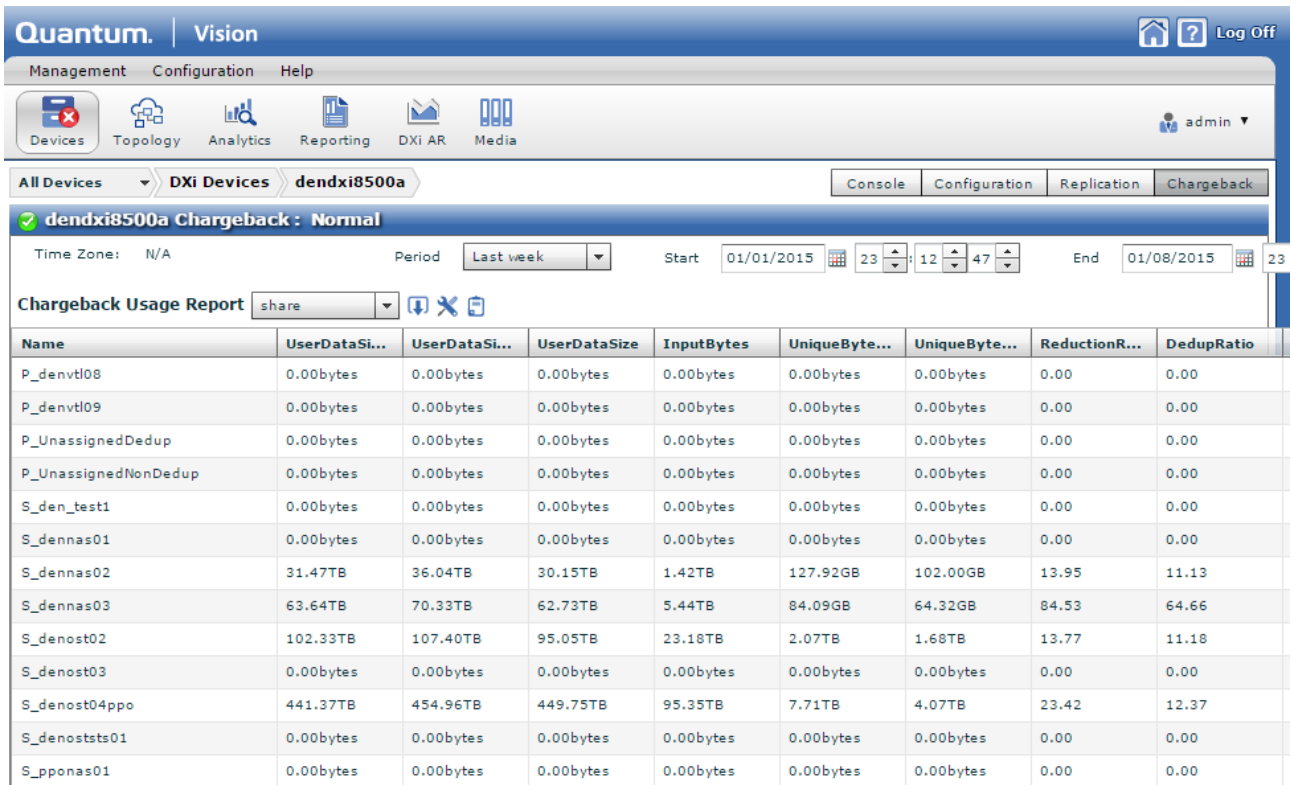 Quantum. | Vision
Log Off
Management Configuration Help
Devices Topology Analytics Reporting DXi AR Media
admin
All Devices DXi Devices dendxi8500a Console Configuration Replication Chargeback
dendxi8500a Chargeback : Normal
Time Zone: N/A Period Last week Start 01/01/2015 23 : 12 47 End 01/08/2015 23
Chargeback Usage Report share
Name UserDataSi... UserDataSi... UserDataSize InputBytes UniqueByte... UniqueByte... ReductionR... DedupRatio
P_denvtl08 0.00bytes 0.00bytes 0.00bytes 0.00bytes 0.00bytes 0.00bytes 0.00 0.00
P_denvtl09 0.00bytes 0.00bytes 0.00bytes 0.00bytes 0.00bytes 0.00bytes 0.00 0.00
P_UnassignedDedup 0.00bytes 0.00bytes 0.00bytes 0.00bytes 0.00bytes 0.00bytes 0.00 0.00
P_UnassignedNonDedup 0.00bytes 0.00bytes 0.00bytes 0.00bytes 0.00bytes 0.00bytes 0.00 0.00
S_den_test1 0.00bytes 0.00bytes 0.00bytes 0.00bytes 0.00bytes 0.00bytes 0.00 0.00
S_dennas01 0.00bytes 0.00bytes 0.00bytes 0.00bytes 0.00bytes 0.00bytes 0.00 0.00
S_dennas02 31.47TB 36.04TB 30.15TB 1.42TB 127.92GB 102.00GB 13.95 11.13
S_dennas03 63.64TB 70.33TB 62.73TB 5.44TB 84.09GB 64.32GB 84.53 64.66
S_denost02 102.33TB 107.40TB 95.05TB 23.18TB 2.07TB 1.68TB 13.77 11.18
S_denost03 0.00bytes 0.00bytes 0.00bytes 0.00bytes 0.00bytes 0.00bytes 0.00 0.00
S_denost04ppo 441.37TB 454.96TB 449.75TB 95.35TB 7.71TB 4.07TB 23.42 12.37
S_denoststs01 0.00bytes 0.00bytes 0.00bytes 0.00bytes 0.00bytes 0.00bytes 0.00 0.00
S_pponas01 0.00bytes 0.00bytes 0.00bytes 0.00bytes 0.00bytes 0.00bytes 0.00 0.00